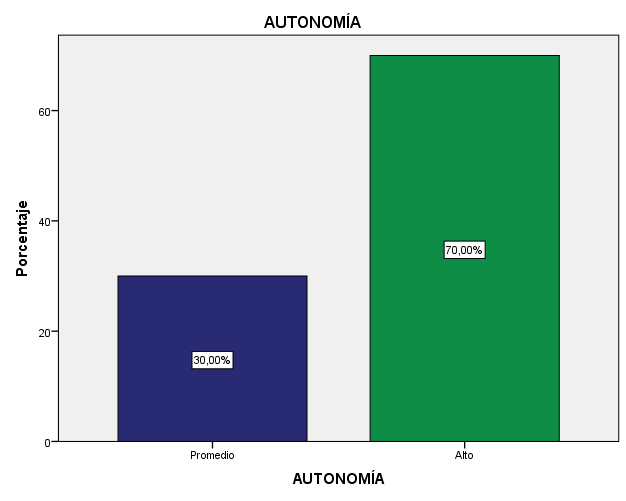 AUTONOMÍA
Porcentaje
60
40
20
0
70,00%
30,00%
Promedio
Alto
AUTONOMÍA